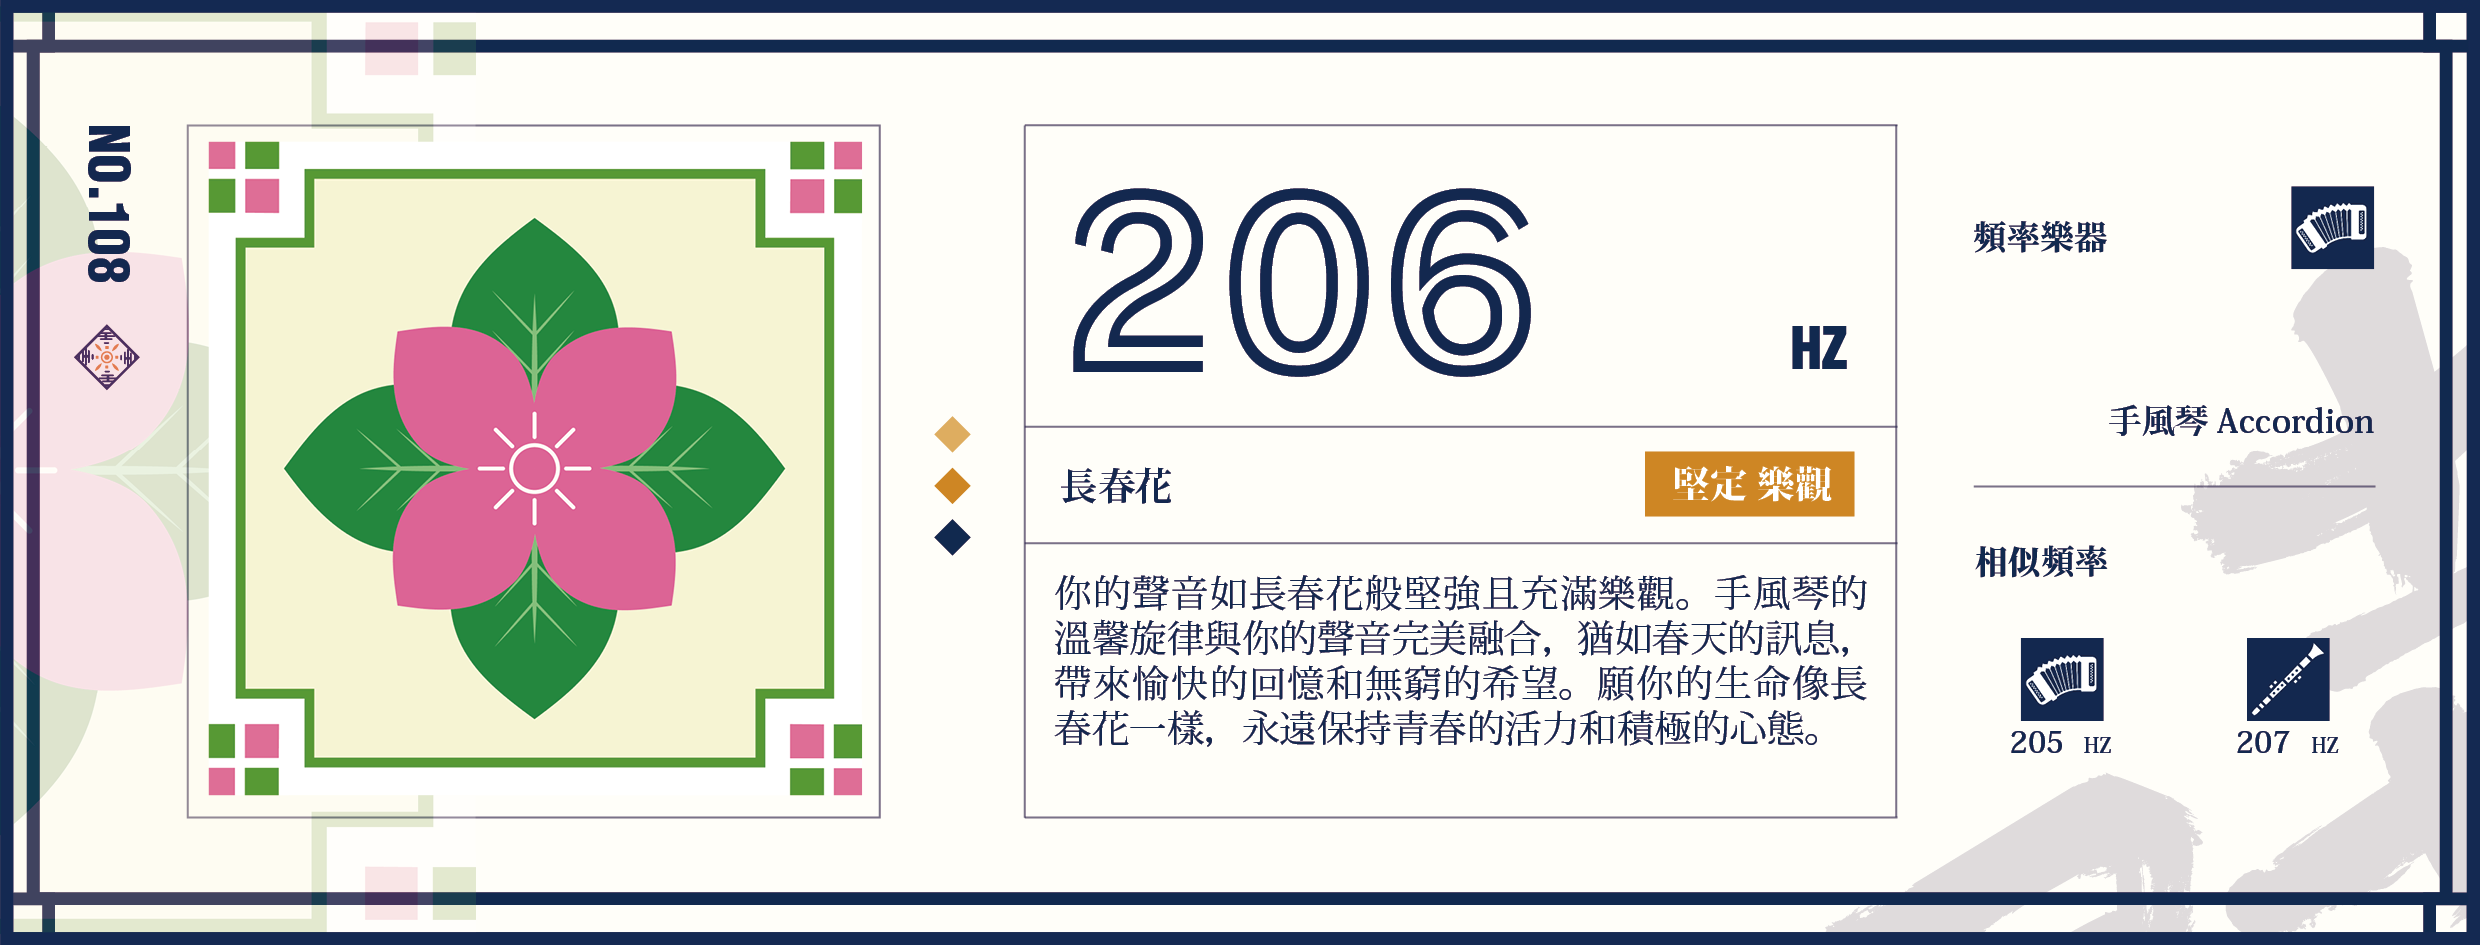 NO.108
206
HZ
長春花
堅定 樂觀
你的聲音如長春花般堅強且充滿樂觀。手風琴的
溫馨旋律與你的聲音完美融合，猶如春天的訊息，
帶來愉快的回憶和無窮的希望。願你的生命像長
春花一樣，永遠保持青春的活力和積極的心態。
頻率樂器
手風琴 Accordion
相似頻率
205 HZ
207 HZ